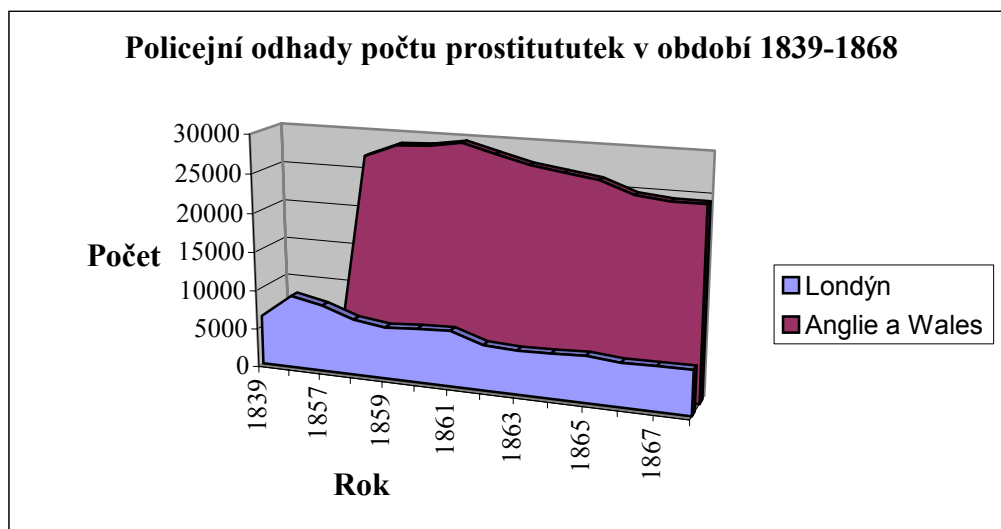 Policejní odhady počtu prostitututek v období 1839-1868
30000
25000
20000
15000
10000
5000
0
Počet
1839
1857
1859
1861
1863
1865
1867
Rok
Londýn
Anglie a Wales